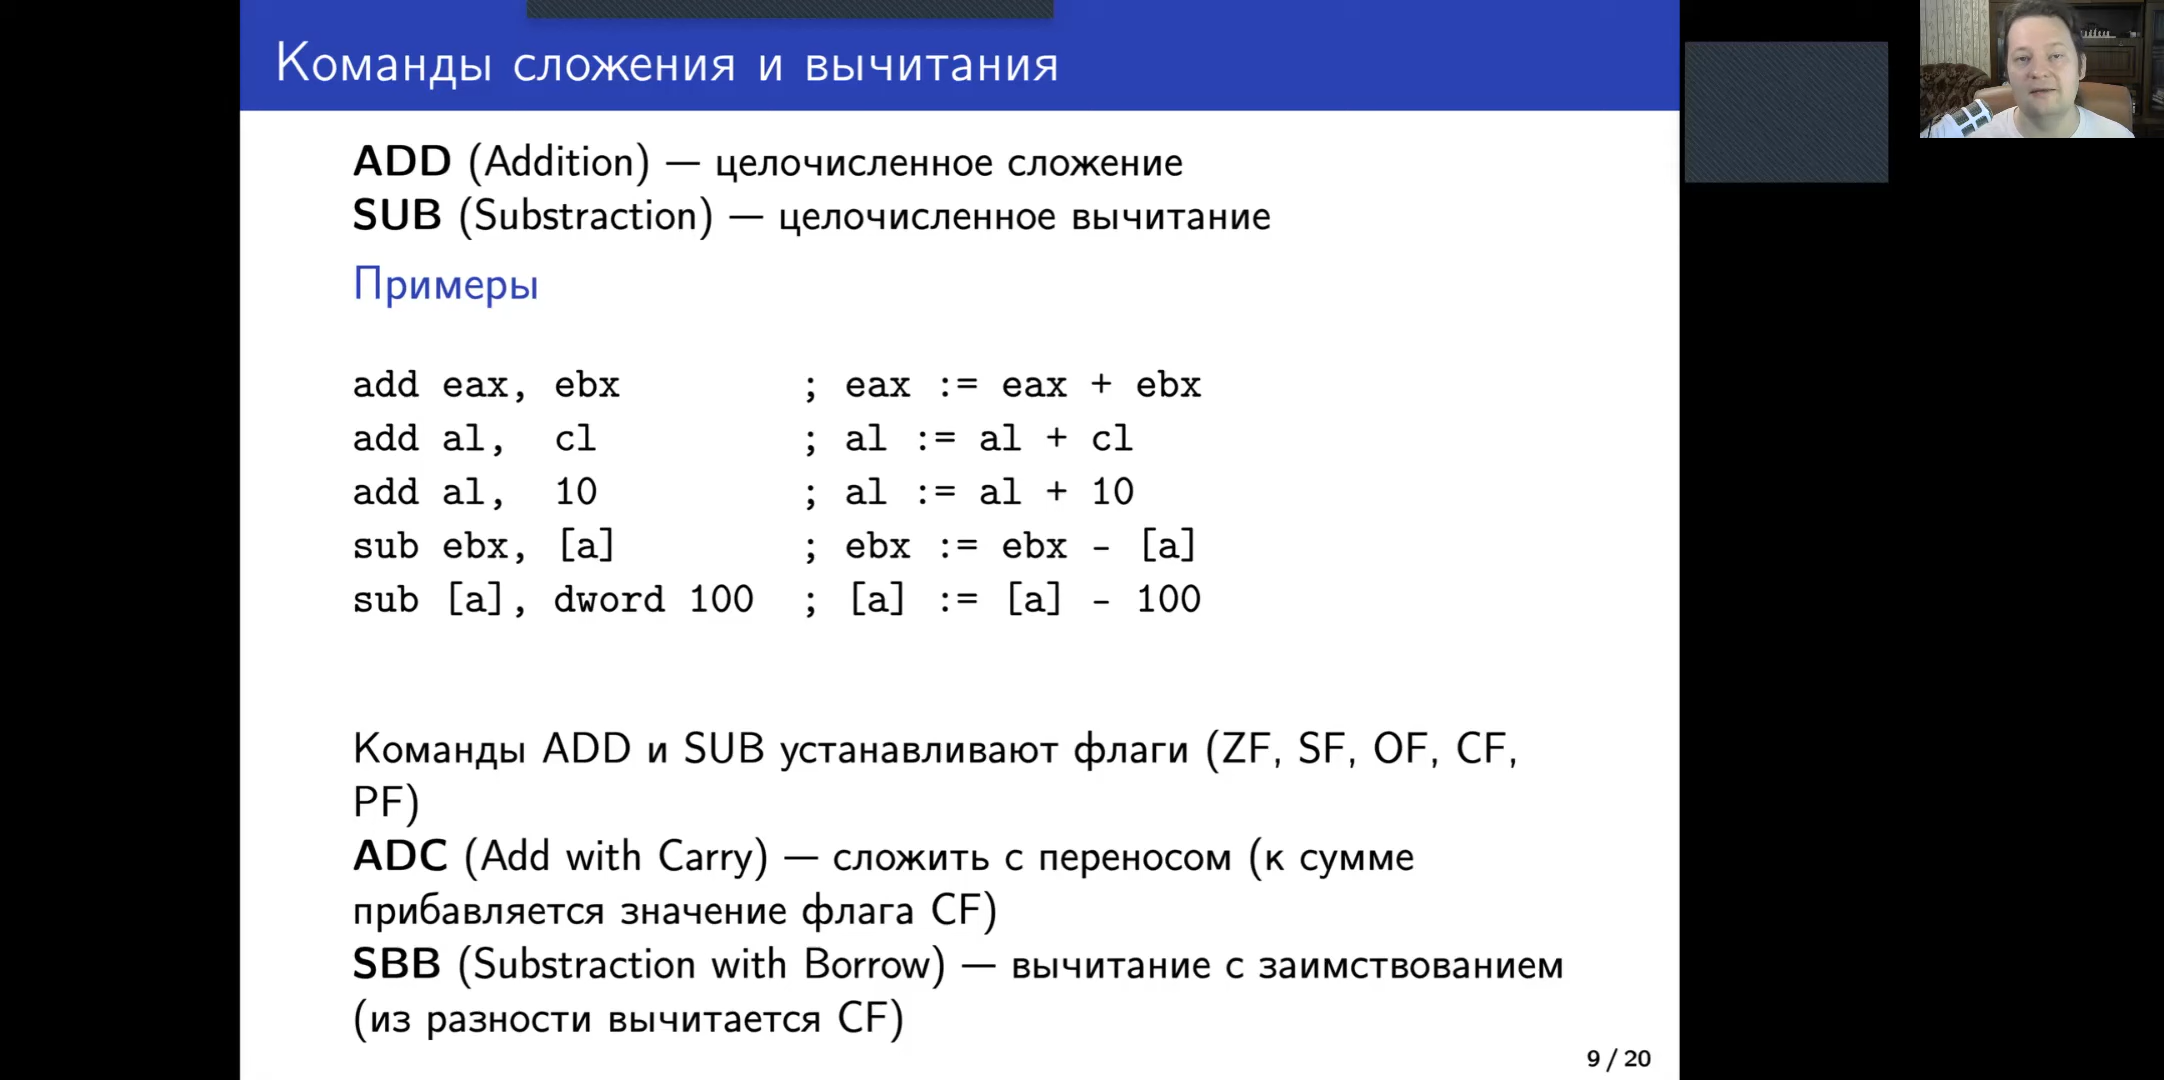 Команды сложения и вычитания
ADD (Addition) — целочисленное сложение
SUB (Substraction) — целочисленное вычитание
Примеры
add eax, ebx ; eax := eax + ebx
add al, cl ; al := al + cl
add al, 10 ; al := al + 10
sub ebx, [a] ; ebx := ebx - [a]
sub [a], dword 100 ; [a] := [a] - 100
Команды ADD и SUB устанавливают флаги (ZF, SF, OF, CF,
PF)
ADC (Add with Carry) — сложить с переносом (к сумме
прибавляется значение флага CF)
SBB (Substraction with Borrow) — вычитание с заимствованием
(из разности вычитается CF)
9 / 20